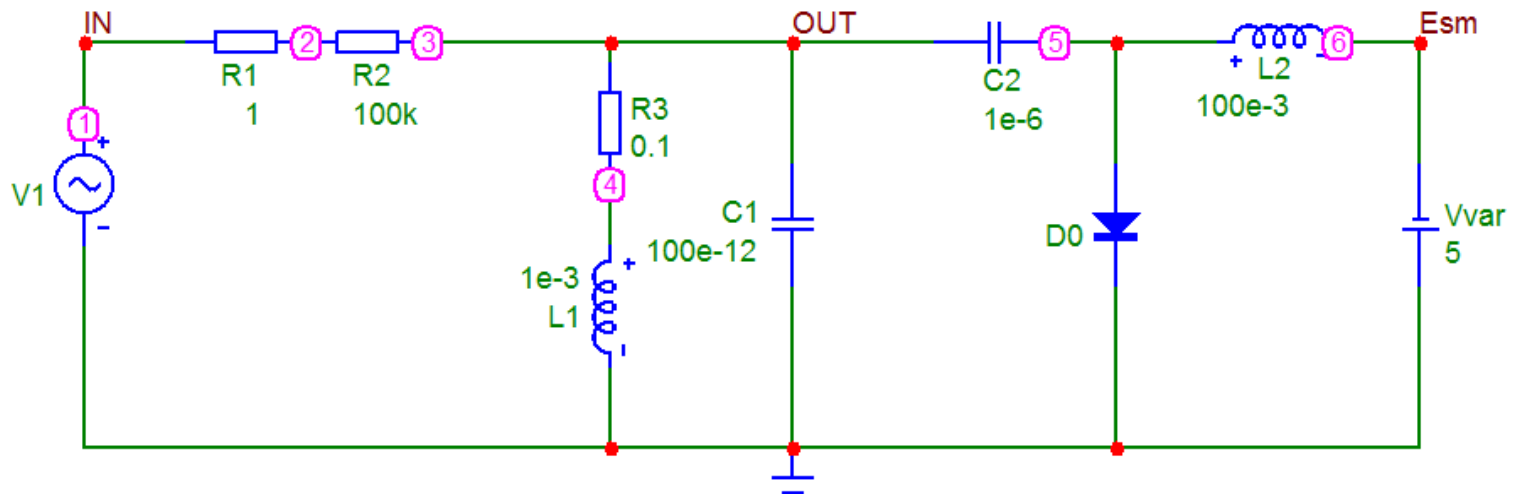 IN
OUT
Esm
2
3
5
6
R1
1
R2
100k
C2
1e-6
L2
100e-3
+
-
1
+
V1
-
R3
0.1
4
C1
100e-12
D0
Vvar
5
1e-3
+
L1
-